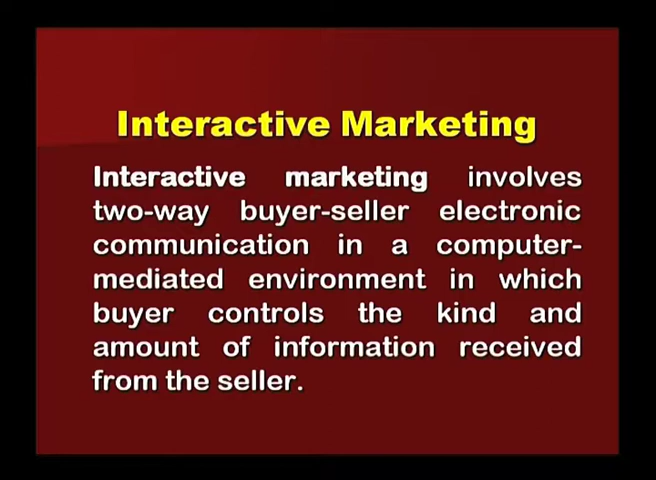 Interactive Marketing
Interactive marketing involves
two-way buyer-seller electronic
communication in a computer-
mediated environment in which
buyer controls the kind and
amount of information received
from the seller.